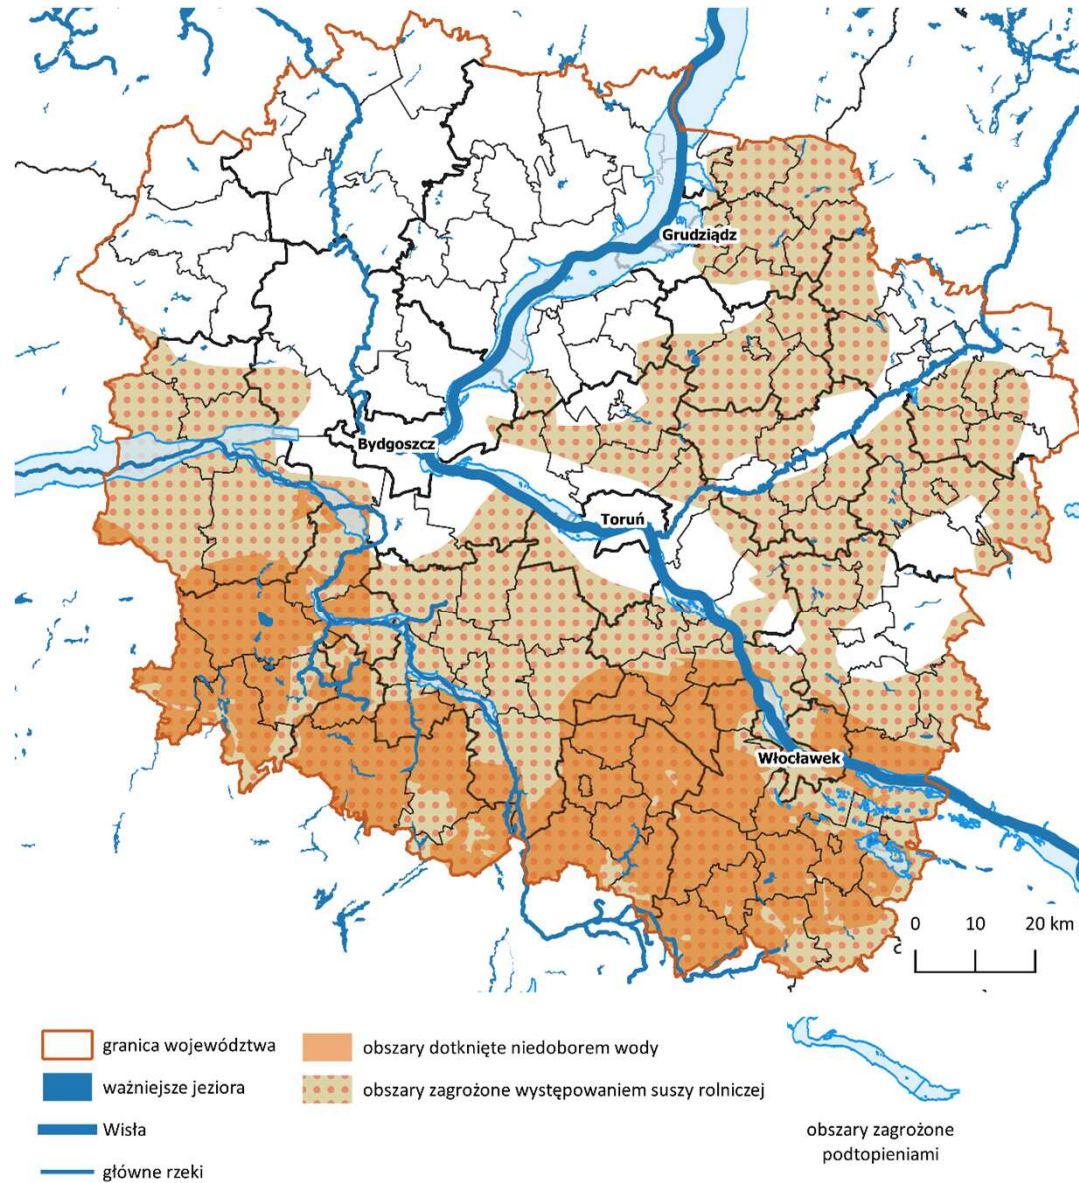 Grudziądz
Bydgoszcz
Toruń
Włocławek
0 10 20 km
granica województwa
ważniejsze jeziora
Wisła
główne rzeki
obszary dotknięte niedoborem wody
obszary zagrożone występowaniem suszy rolniczej
obszary zagrożone
podtopieniami